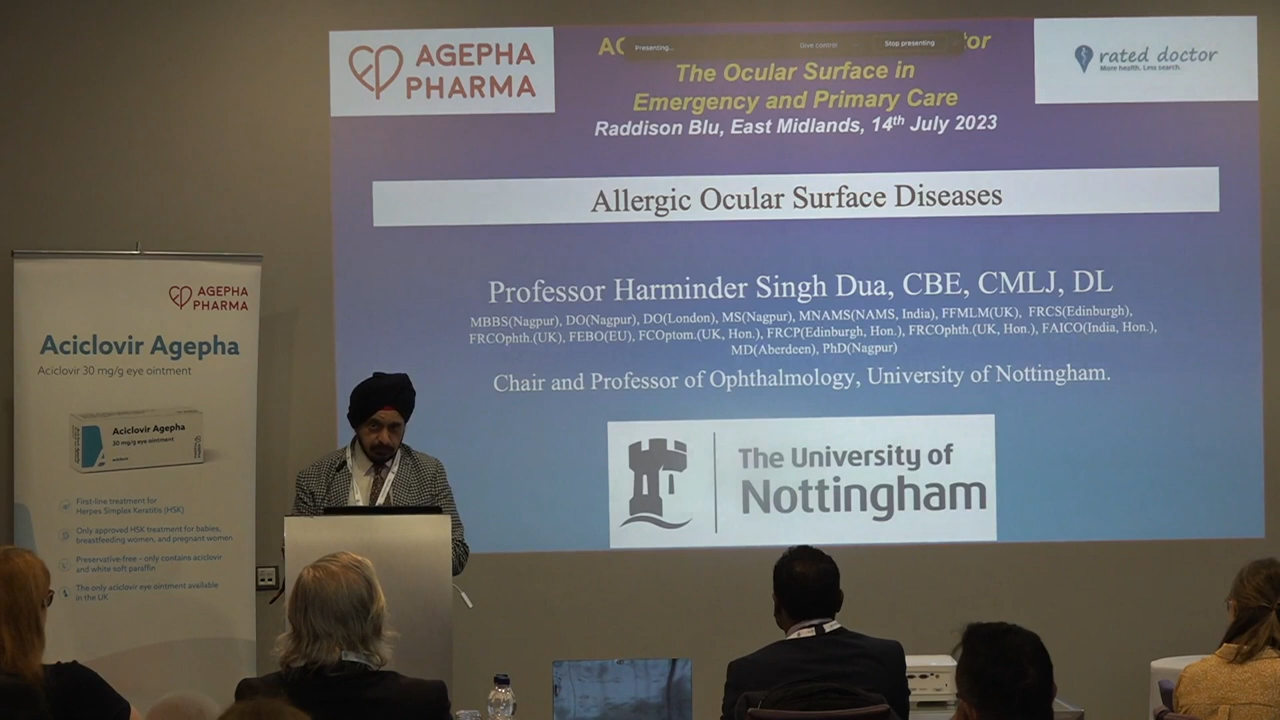 AGEPHA
PHARMA
AC
or
Presenting...
Give control
Stop presenting
The Ocular Surface in
Emergency and Primary Care
Raddison Blu, East Midlands, 14th July 2023
rated doctor
More health. Less search.
Allergic Ocular Surface Diseases
Professor Harminder Singh Dua, CBE, CMLJ, DL
MBBS(Nagpur), DO(Nagpur), DO(London), MS(Nagpur), MNAMS(NAMS, India), FFMLM(UK), FRCS(Edinburgh),
FRCOphth.(UK), FEBO(EU), FCOptom.(UK, Hon.), FRCP(Edinburgh, Hon.), FRCOphth.(UK, Hon.), FAICO(India, Hon.),
MD(Aberdeen), PhD(Nagpur)
Chair and Professor of Ophthalmology, University of Nottingham.
The University of
Nottingham
AGEPHA
PHARMA
Aciclovir Agepha
Aciclovir 30 mg/g eye ointment
Aciclovir Agepha
30 mg/g eye ointment
First-line treatment for
Herpes Simplex Keratitis (HSK)
Only approved HSK treatment for babies,
breastfeeding women, and pregnant women
Preservative-free - only contains aciclovir
and white soft paraffin
The only aciclovir eye ointment available
in the UK